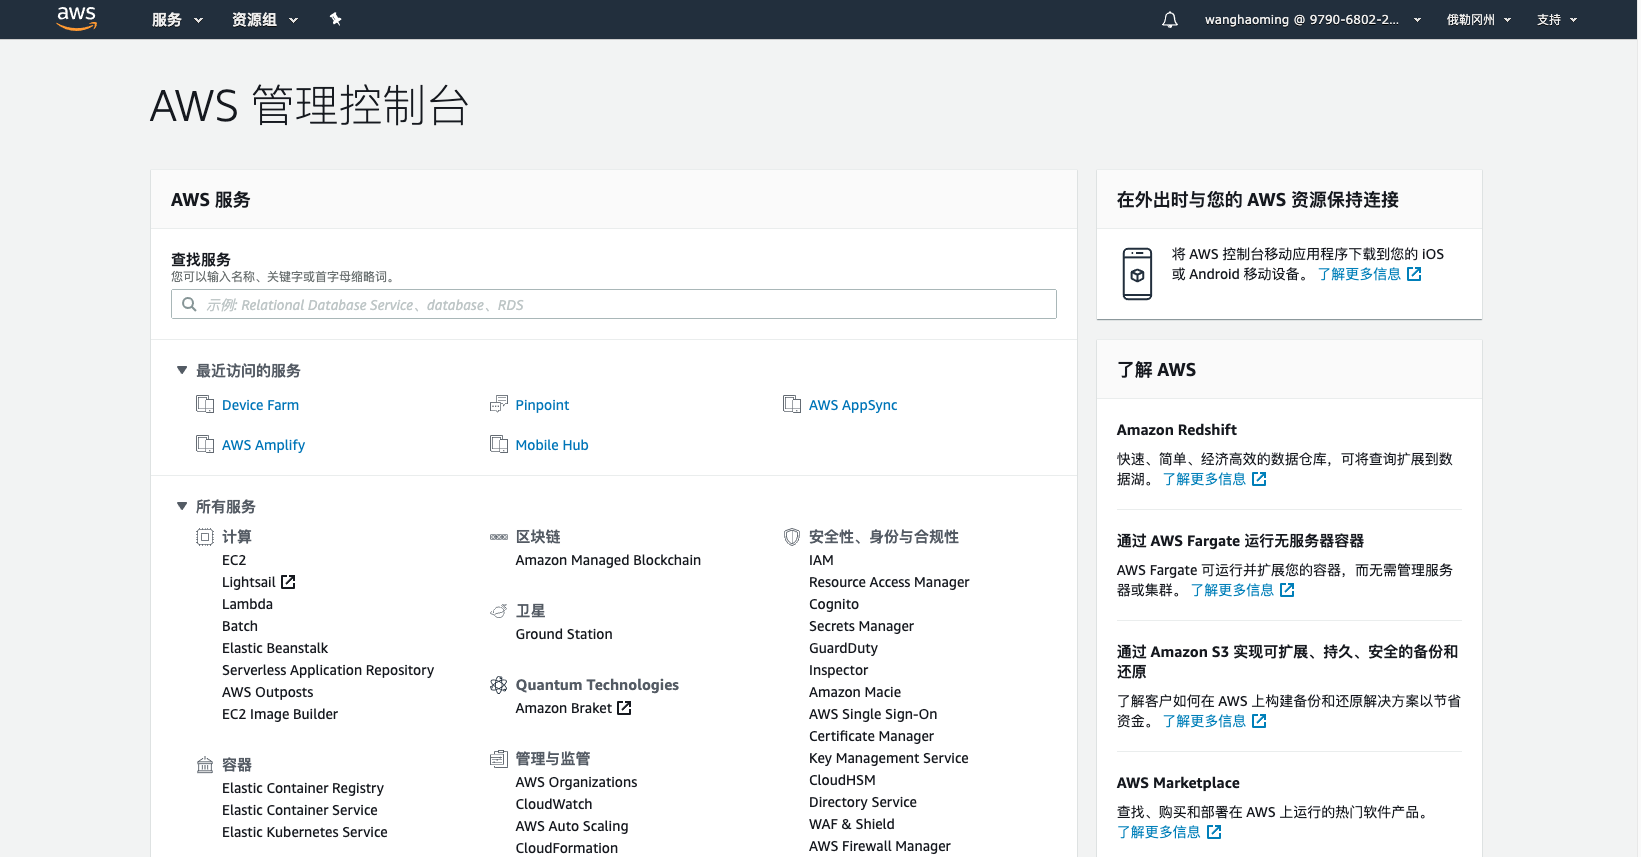 aws
服务
资源组
wanghaoming @ 9790-6802-2...
俄勒冈州
支持
AWS 管理控制台
AWS 服务
查找服务
您可以输入名称、关键字或首字母缩略词。
示例: Relational Database Service、database、RDS
最近访问的服务
Device Farm
Pinpoint
AWS AppSync
AWS Amplify
Mobile Hub
所有服务
计算
EC2
Lightsail
Lambda
Batch
Elastic Beanstalk
Serverless Application Repository
AWS Outposts
EC2 Image Builder
容器
Elastic Container Registry
Elastic Container Service
Elastic Kubernetes Service
区块链
Amazon Managed Blockchain
卫星
Ground Station
Quantum Technologies
Amazon Braket
管理与监管
AWS Organizations
CloudWatch
AWS Auto Scaling
CloudFormation
安全性、身份与合规性
IAM
Resource Access Manager
Cognito
Secrets Manager
GuardDuty
Inspector
Amazon Macie
AWS Single Sign-On
Certificate Manager
Key Management Service
CloudHSM
Directory Service
WAF & Shield
AWS Firewall Manager
在外出时与您的 AWS 资源保持连接
将 AWS 控制台移动应用程序下载到您的 iOS
或 Android 移动设备。 了解更多信息
了解 AWS
Amazon Redshift
快速、简单、经济高效的数据仓库，可将查询扩展到数
据湖。 了解更多信息
通过 AWS Fargate 运行无服务器容器
AWS Fargate 可运行并扩展您的容器，而无需管理服务
器或集群。 了解更多信息
通过 Amazon S3 实现可扩展、持久、安全的备份和
还原
了解客户如何在 AWS 上构建备份和还原解决方案以节省
资金。 了解更多信息
AWS Marketplace
查找、购买和部署在 AWS 上运行的热门软件产品。
了解更多信息